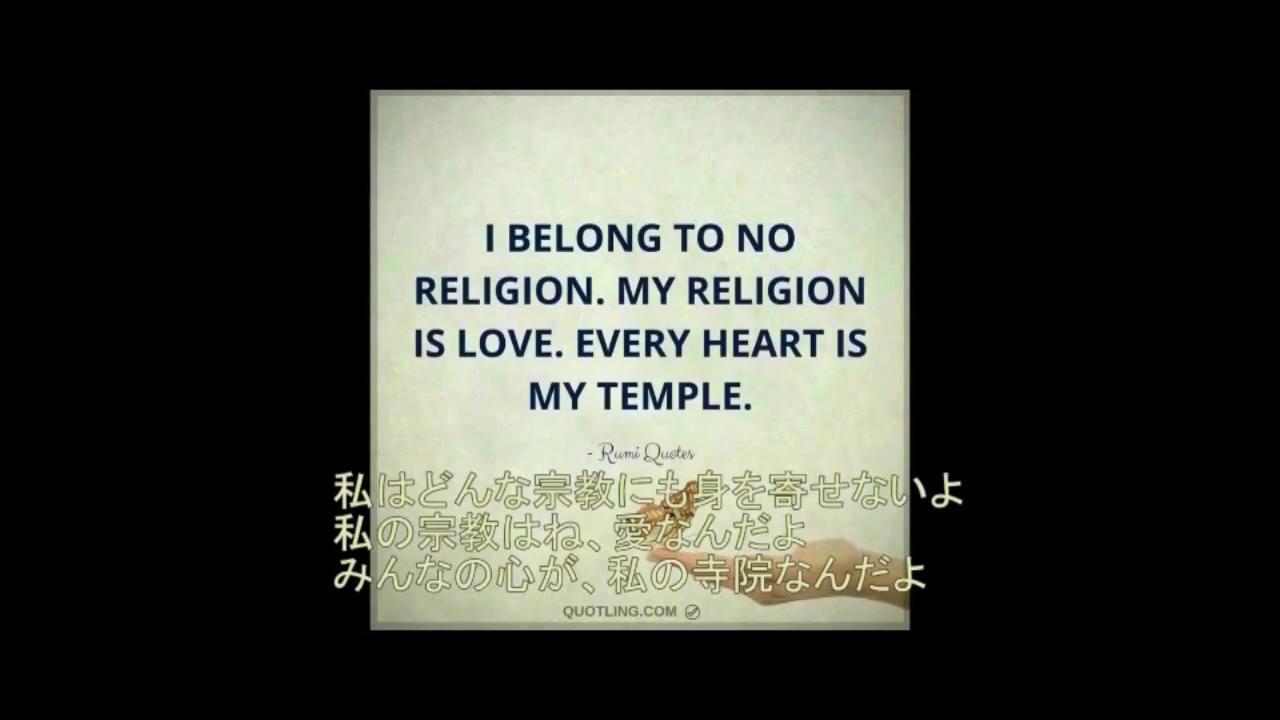 I BELONG TO NO
RELIGION. MY RELIGION
IS LOVE. EVERY HEART IS
MY TEMPLE.
- Rumi Quotes
私はどんな宗教にも身を寄せないよ
私の宗教はね、愛なんだよ
みんなの心が、私の寺院なんだよ
QUOTLING.COM